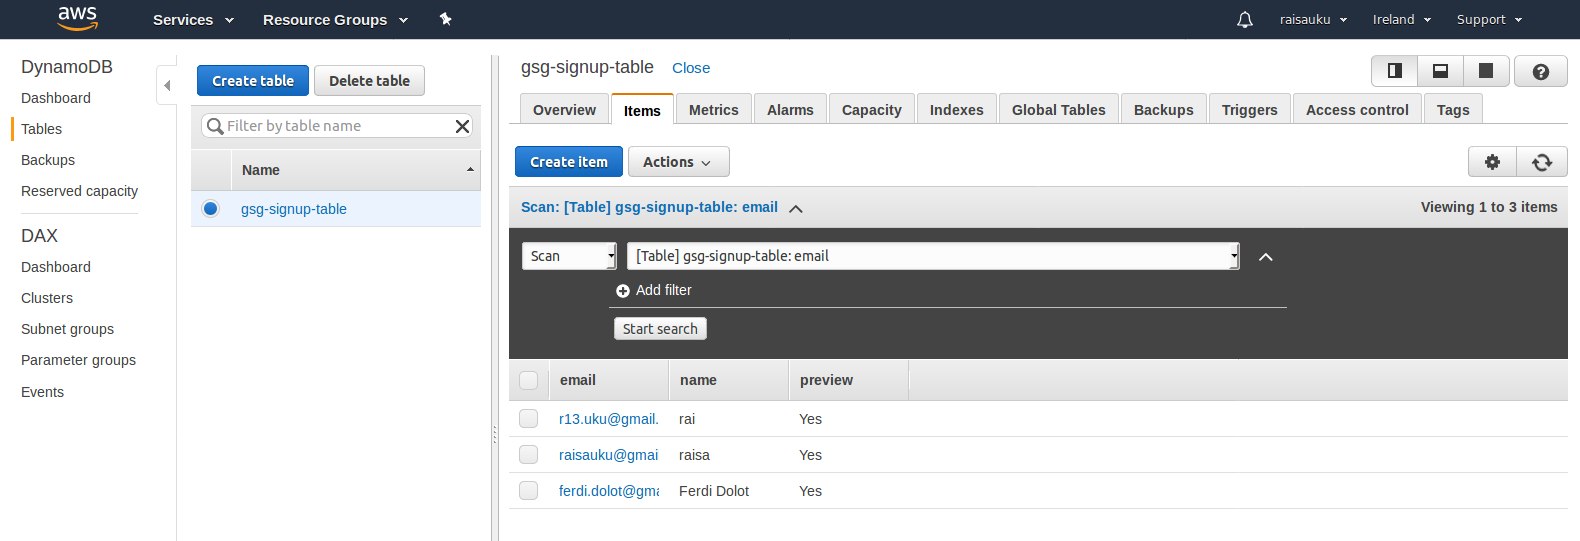 aws Services Resource Groups raisauku Ireland Support
DynamoDB
Dashboard
Tables
Backups
Reserved capacity
DAX
Dashboard
Clusters
Subnet groups
Parameter groups
Events
Create table Delete table
Filter by table name
Name
gsg-signup-table
gsg-signup-table Close
Overview Items Metrics Alarms Capacity Indexes Global Tables Backups Triggers Access control Tags
Create item Actions
Scan: [Table] gsg-signup-table: email Viewing 1 to 3 items
Scan [Table] gsg-signup-table: email
Add filter
Start search
email name preview
r13.uku@gmail. rai Yes
raisauku@gmai raisa Yes
ferdi.dolot@gma Ferdi Dolot Yes